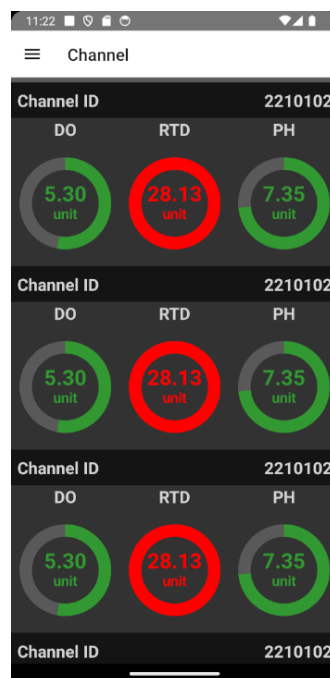 11:22
Channel
Channel ID 2210102
DO RTD PH
5.30 28.13 7.35
unit unit unit
Channel ID 2210102
DO RTD PH
5.30 28.13 7.35
unit unit unit
Channel ID 2210102
DO RTD PH
5.30 28.13 7.35
unit unit unit
Channel ID 2210102